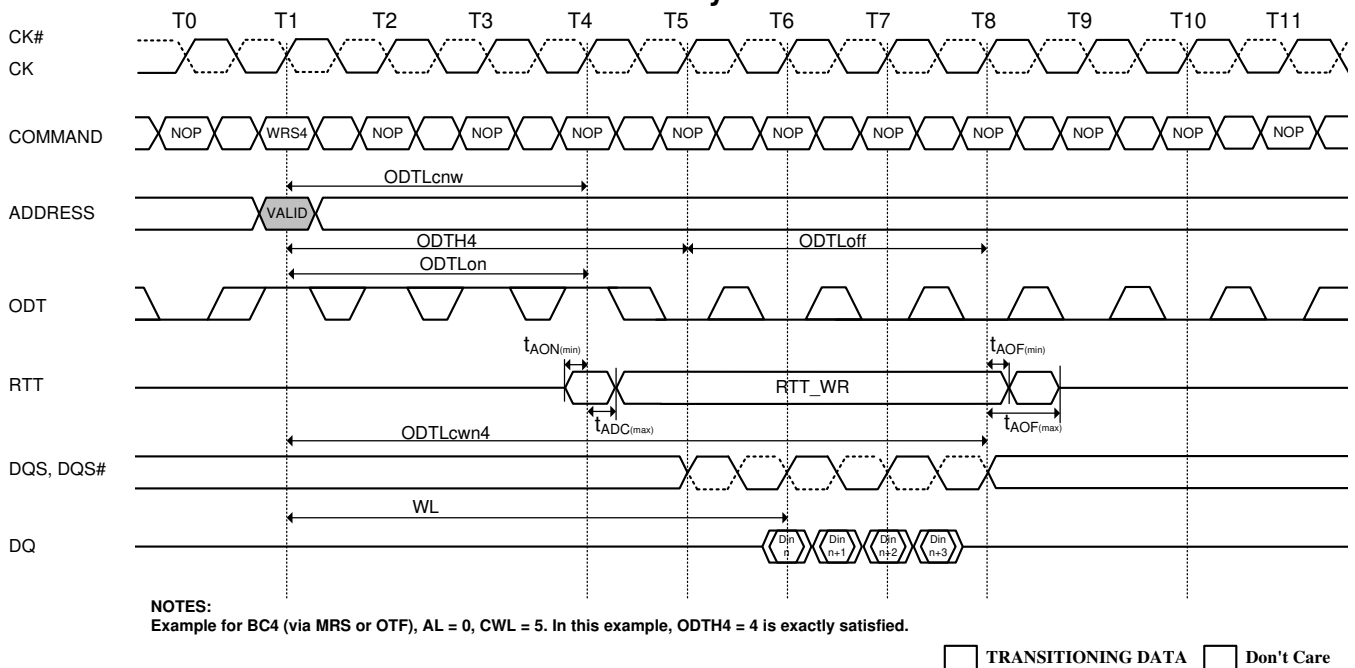 T0 T1 T2 T3 T4 T5 T6 T7 T8 T9 T10 T11
CK#
CK
COMMAND NOP WRS4 NOP NOP NOP NOP NOP NOP NOP NOP NOP NOP
ODTLcnw
ADDRESS VALID
ODTH4 ODTLoff
ODTLon
ODT
tAON(min) tAOF(min)
RTT RTT_WR
tADC(max) tAOF(max)
ODTLcwn4
DQS, DQS#
WL
DQ Din n Din n+1 Din n+2 Din n+3
NOTES:
Example for BC4 (via MRS or OTF), AL = 0, CWL = 5. In this example, ODTH4 = 4 is exactly satisfied.
TRANSITIONING DATA Don't Care